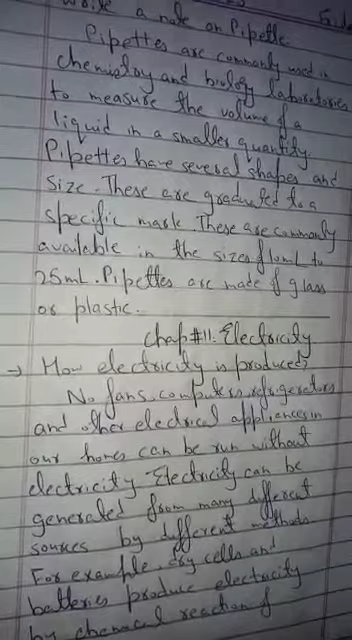 Write a note on Pipette.
Pipettes are commonly used in
chemistry and biology laboratories
to measure the volume of a
liquid in a smaller quantity.
Pipettes have several shapes and
size. These are graduated to a
specific mark. These are commonly
available in the sizes of 10mL to
25mL. Pipettes are made of glass
or plastic.
Chap#11. Electricity
→ How electricity is produced?
No fans, computers, refrigerators
and other electrical appliances in
our homes can be run without
electricity. Electricity can be
generated from many different
sources by different methods.
For example, dry cells and
batteries produce electricity
by chemical reaction of